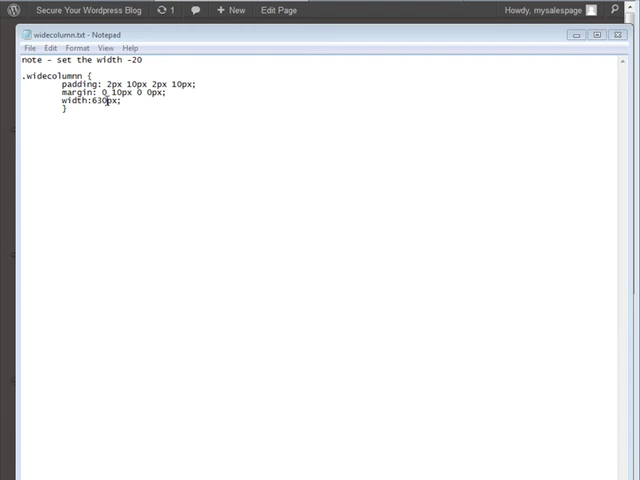 Secure Your Wordpress Blog 1 New Edit Page Howdy, mysalespage
widecolumn.txt - Notepad
File Edit Format View Help
note - set the width -20
.widecolumnn {
padding: 2px 10px 2px 10px;
margin: 0 10px 0 0px;
width:630px;
}